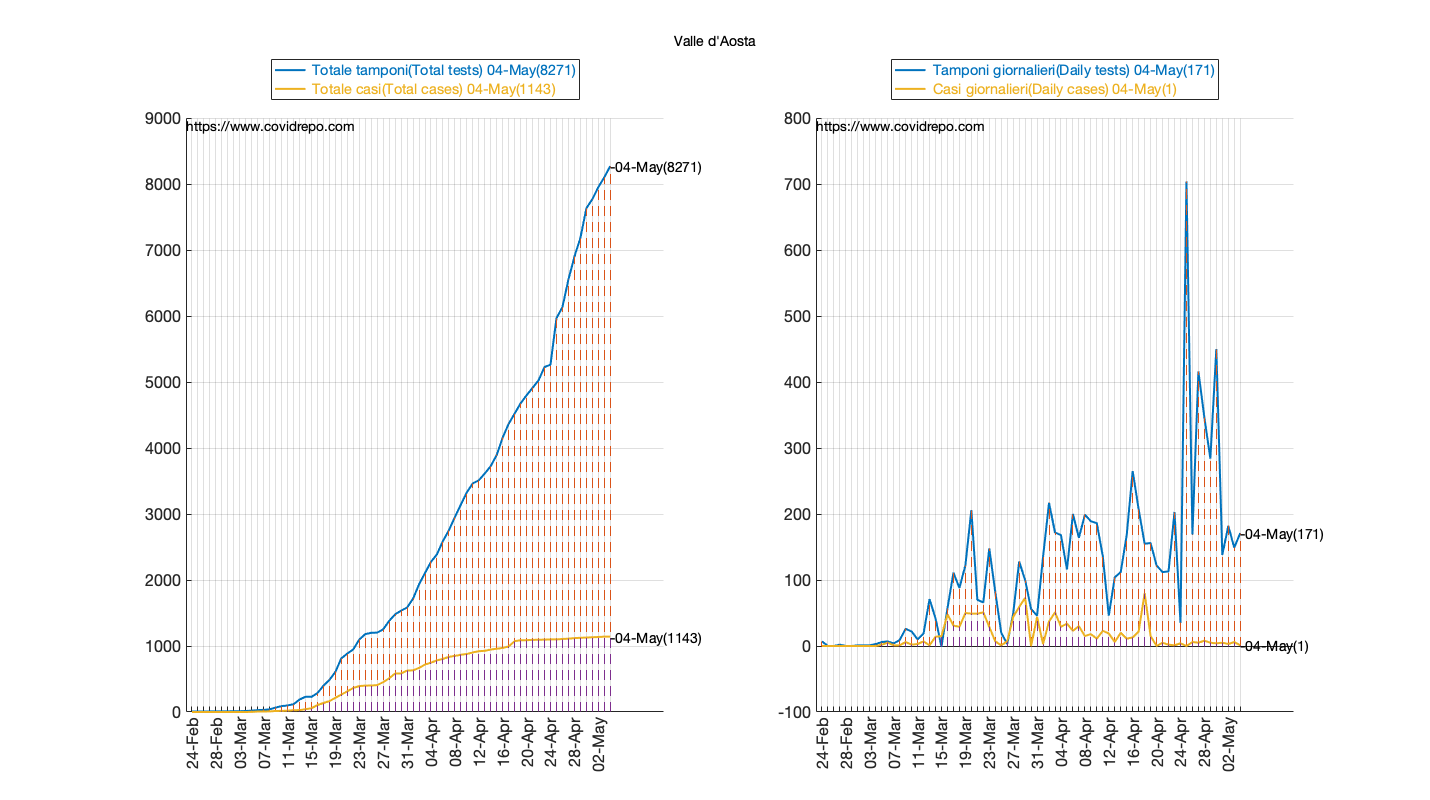 Valle d'Aosta
Totale tamponi(Total tests) 04-May(8271)
Totale casi(Total cases) 04-May(1143)
9000
8000
7000
6000
5000
4000
3000
2000
1000
0
https://www.covidrepo.com
04-May(8271)
04-May(1143)
24-Feb
28-Feb
03-Mar
07-Mar
11-Mar
15-Mar
19-Mar
23-Mar
27-Mar
31-Mar
04-Apr
08-Apr
12-Apr
16-Apr
20-Apr
24-Apr
28-Apr
02-May
Tamponi giornalieri(Daily tests) 04-May(171)
Casi giornalieri(Daily cases) 04-May(1)
800
700
600
500
400
300
200
100
0
-100
https://www.covidrepo.com
04-May(171)
04-May(1)
24-Feb
28-Feb
03-Mar
07-Mar
11-Mar
15-Mar
19-Mar
23-Mar
27-Mar
31-Mar
04-Apr
08-Apr
12-Apr
16-Apr
20-Apr
24-Apr
28-Apr
02-May